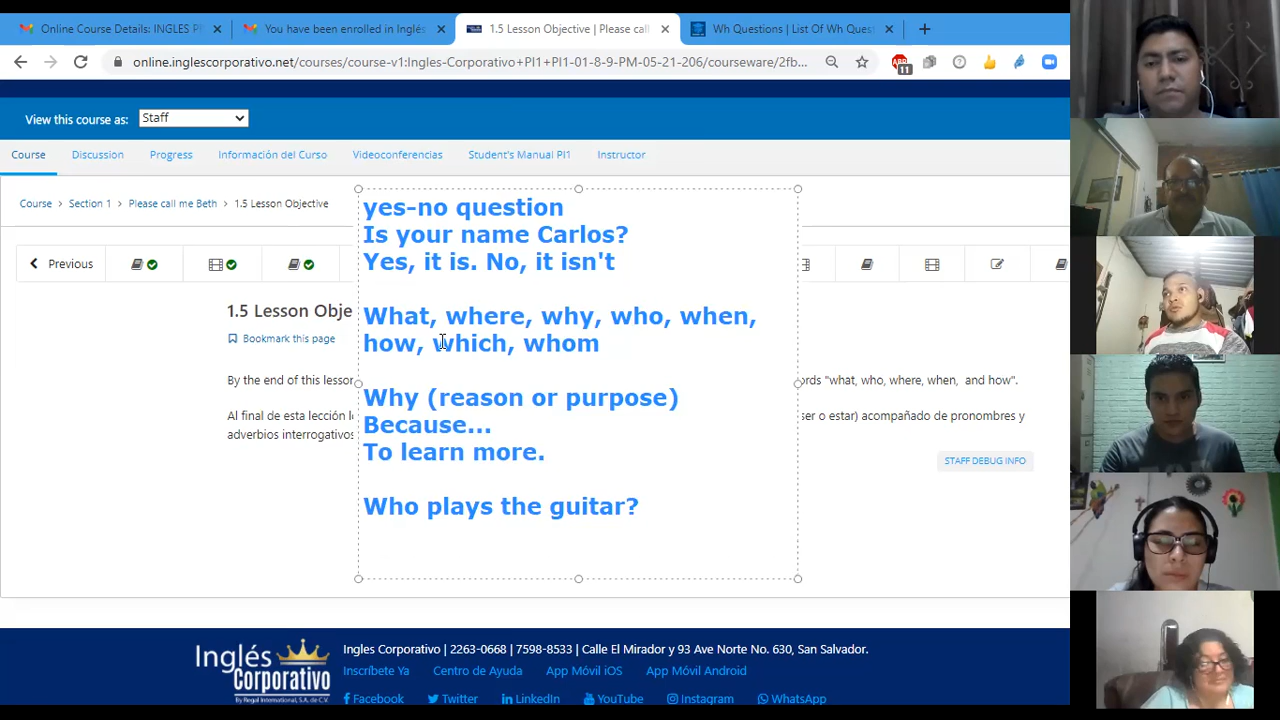 Online Course Details: INGLES PI
You have been enrolled in Inglés
1.5 Lesson Objective | Please call
Wh Questions | List Of Wh Quest
online.inglescorporativo.net/courses/course-v1:Ingles-Corporativo+PI1+PI1-01-8-9-PM-05-21-206/courseware/2fb...
11
View this course as: Staff
Course Discussion Progress Información del Curso Videoconferencias Student's Manual PI1 Instructor
Course > Section 1 > Please call me Beth > 1.5 Lesson Objective
Previous
1.5 Lesson Obje
Bookmark this page
By the end of this lesson
ords "what, who, where, when, and how".
Al final de esta lección
ser o estar) acompañado de pronombres y
adverbios interrogativos
STAFF DEBUG INFO
yes-no question
Is your name Carlos?
Yes, it is. No, it isn't
What, where, why, who, when,
how, which, whom
Why (reason or purpose)
Because...
To learn more.
Who plays the guitar?
Inglés
Corporativo
By Regal International, S.A. de C.V.
Ingles Corporativo | 2263-0668 | 7598-8533 | Calle El Mirador y 93 Ave Norte No. 630, San Salvador.
Inscríbete Ya Centro de Ayuda App Móvil iOS App Móvil Android
Facebook Twitter LinkedIn YouTube Instagram WhatsApp